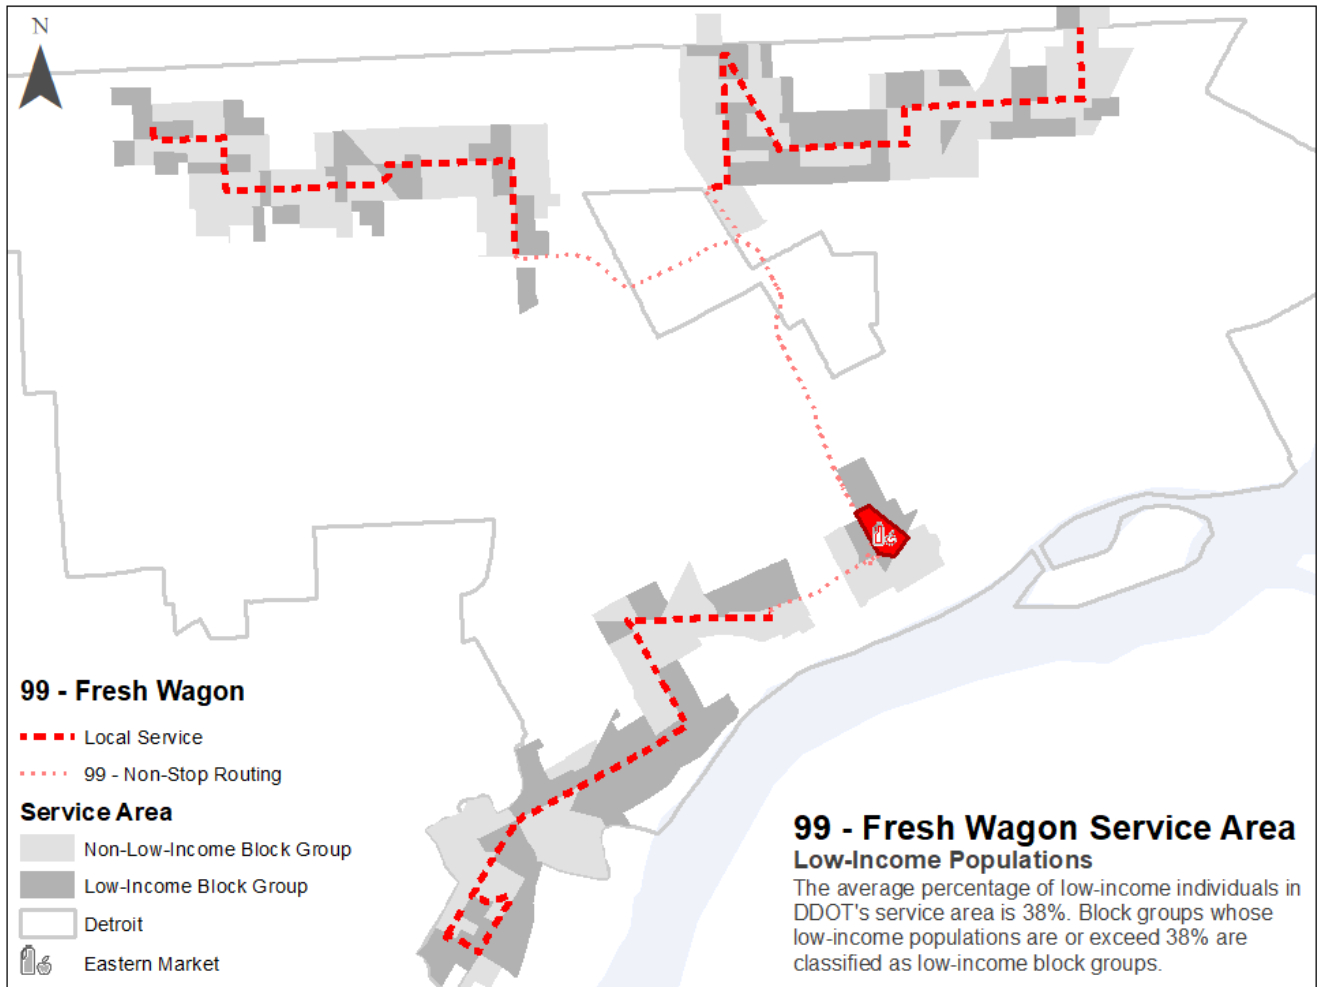 N
99 - Fresh Wagon
Local Service
99 - Non-Stop Routing
Service Area
Non-Low-Income Block Group
Low-Income Block Group
Detroit
Eastern Market
99 - Fresh Wagon Service Area
Low-Income Populations
The average percentage of low-income individuals in
DDOT's service area is 38%. Block groups whose
low-income populations are or exceed 38% are
classified as low-income block groups.